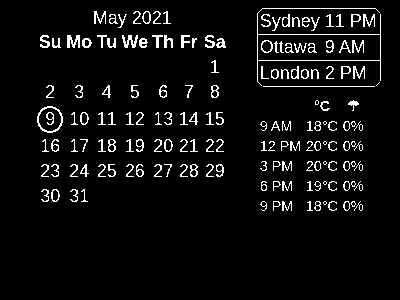 May 2021
Su Mo Tu We Th Fr Sa
1
2 3 4 5 6 7 8
9 10 11 12 13 14 15
16 17 18 19 20 21 22
23 24 25 26 27 28 29
30 31
Sydney 11 PM
Ottawa 9 AM
London 2 PM
°C ☂
9 AM 18°C 0%
12 PM 20°C 0%
3 PM 20°C 0%
6 PM 19°C 0%
9 PM 18°C 0%